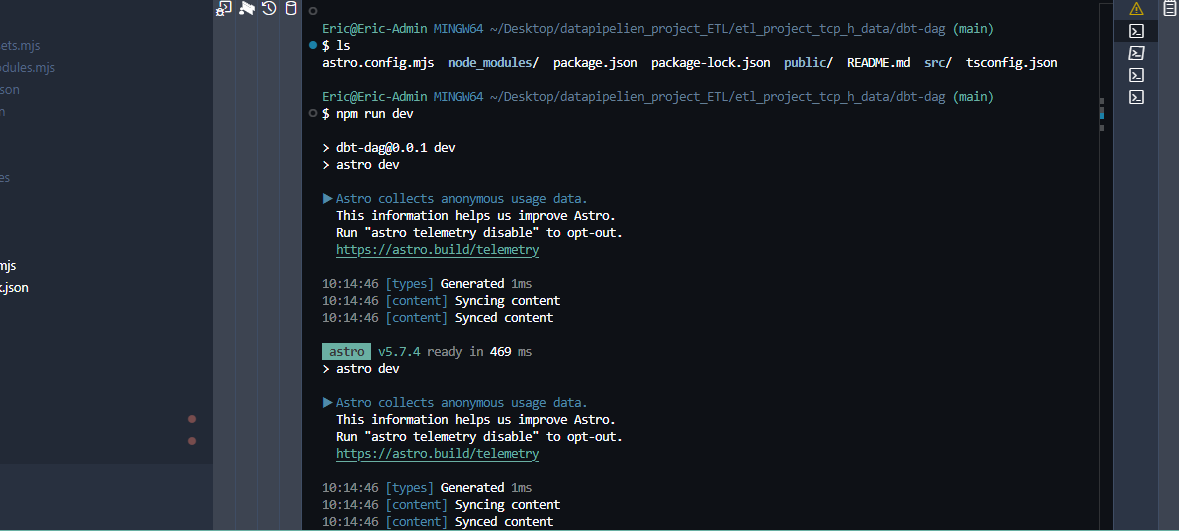 ets.mjs
odules.mjs
son
n
es
mjs
k.json
Eric@Eric-Admin MINGW64 ~/Desktop/datapipelien_project_ETL/etl_project_tcp_h_data/dbt-dag (main)
$ ls
astro.config.mjs  node_modules/  package.json  package-lock.json  public/  README.md  src/  tsconfig.json
Eric@Eric-Admin MINGW64 ~/Desktop/datapipelien_project_ETL/etl_project_tcp_h_data/dbt-dag (main)
$ npm run dev
> dbt-dag@0.0.1 dev
> astro dev
▶ Astro collects anonymous usage data.
This information helps us improve Astro.
Run "astro telemetry disable" to opt-out.
https://astro.build/telemetry
10:14:46 [types] Generated 1ms
10:14:46 [content] Syncing content
10:14:46 [content] Synced content
astro  v5.7.4 ready in 469 ms
> astro dev
▶ Astro collects anonymous usage data.
This information helps us improve Astro.
Run "astro telemetry disable" to opt-out.
https://astro.build/telemetry
10:14:46 [types] Generated 1ms
10:14:46 [content] Syncing content
10:14:46 [content] Synced content